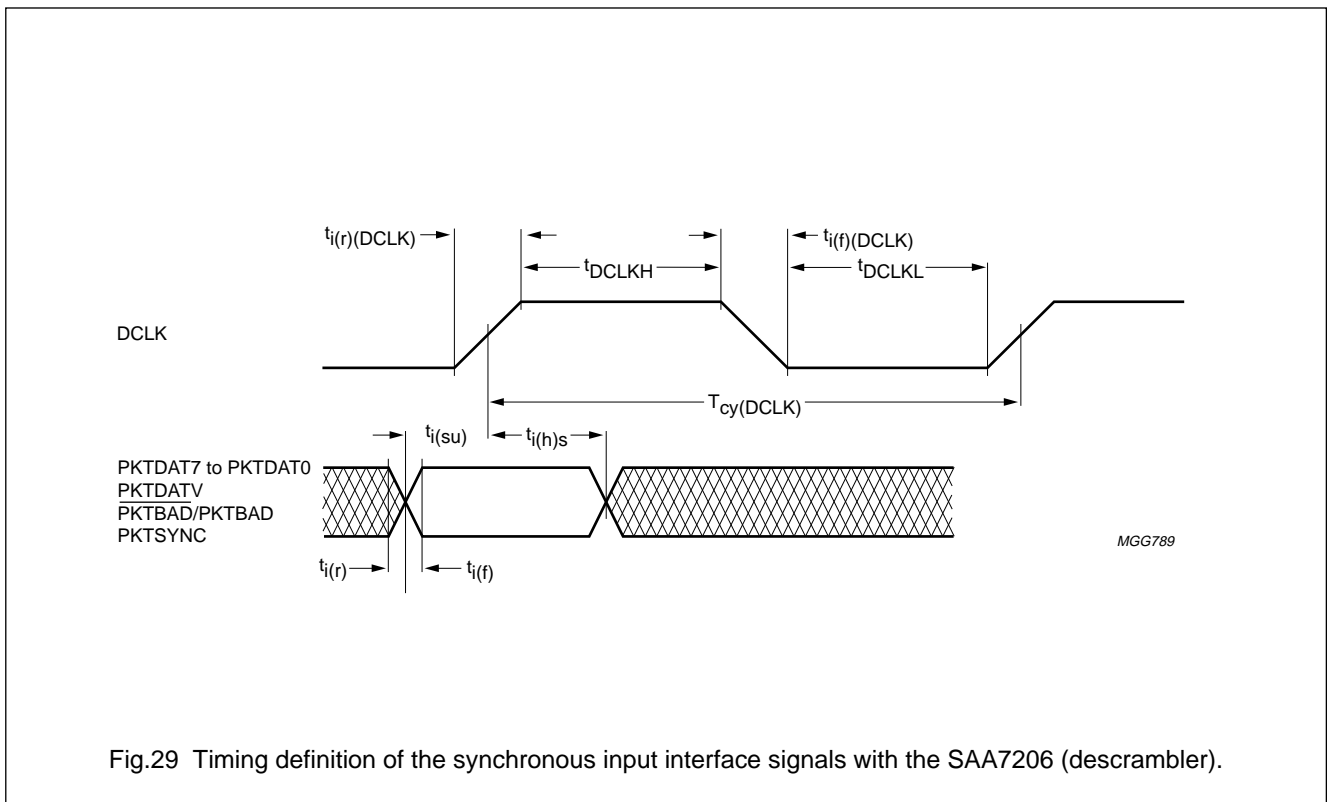 ti(r)(DCLK)
ti(f)(DCLK)
tDCLKH
tDCLKL
DCLK
Tcy(DCLK)
ti(su)
ti(h)s
PKTDAT7 to PKTDAT0
PKTDATV
PKTBAD/PKTBAD
PKTSYNC
MGG789
ti(r)
ti(f)
Fig.29 Timing definition of the synchronous input interface signals with the SAA7206 (descrambler).